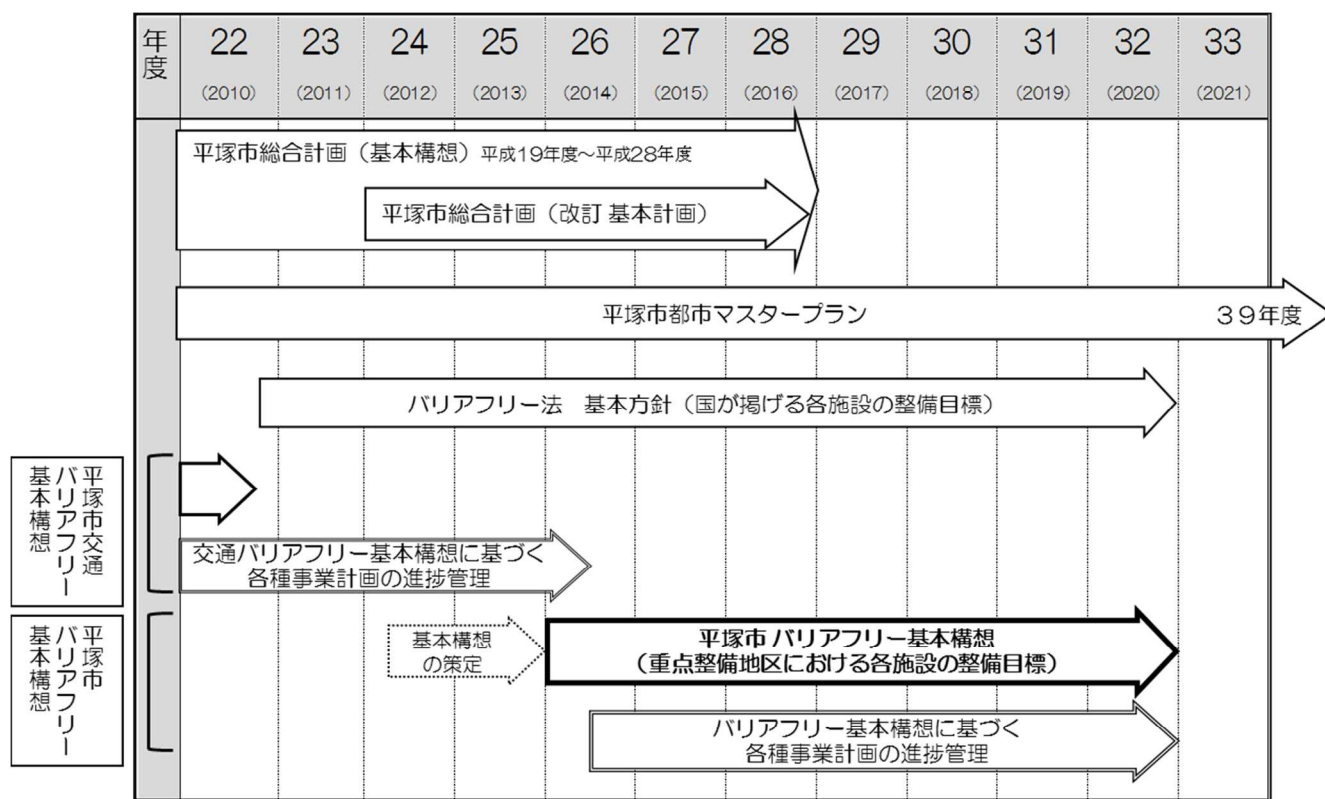 年度
22 23 24 25 26 27 28 29 30 31 32 33
(2010) (2011) (2012) (2013) (2014) (2015) (2016) (2017) (2018) (2019) (2020) (2021)
平塚市総合計画(基本構想)平成19年度~平成28年度
平塚市総合計画(改訂 基本計画)
平塚市都市マスタープラン 39年度
バリアフリー法 基本方針(国が掲げる各施設の整備目標)
平塚市交通
バリアフリー
基本構想
交通バリアフリー基本構想に基づく
各種事業計画の進捗管理
平塚市
バリアフリー
基本構想
基本構想
の策定
平塚市 バリアフリー基本構想
(重点整備地区における各施設の整備目標)
バリアフリー基本構想に基づく
各種事業計画の進捗管理